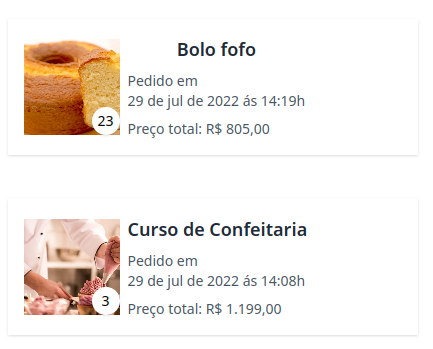 Bolo fofo
Pedido em
29 de jul de 2022 ás 14:19h
23
Preço total: R$ 805,00
Curso de Confeitaria
Pedido em
29 de jul de 2022 ás 14:08h
3
Preço total: R$ 1.199,00